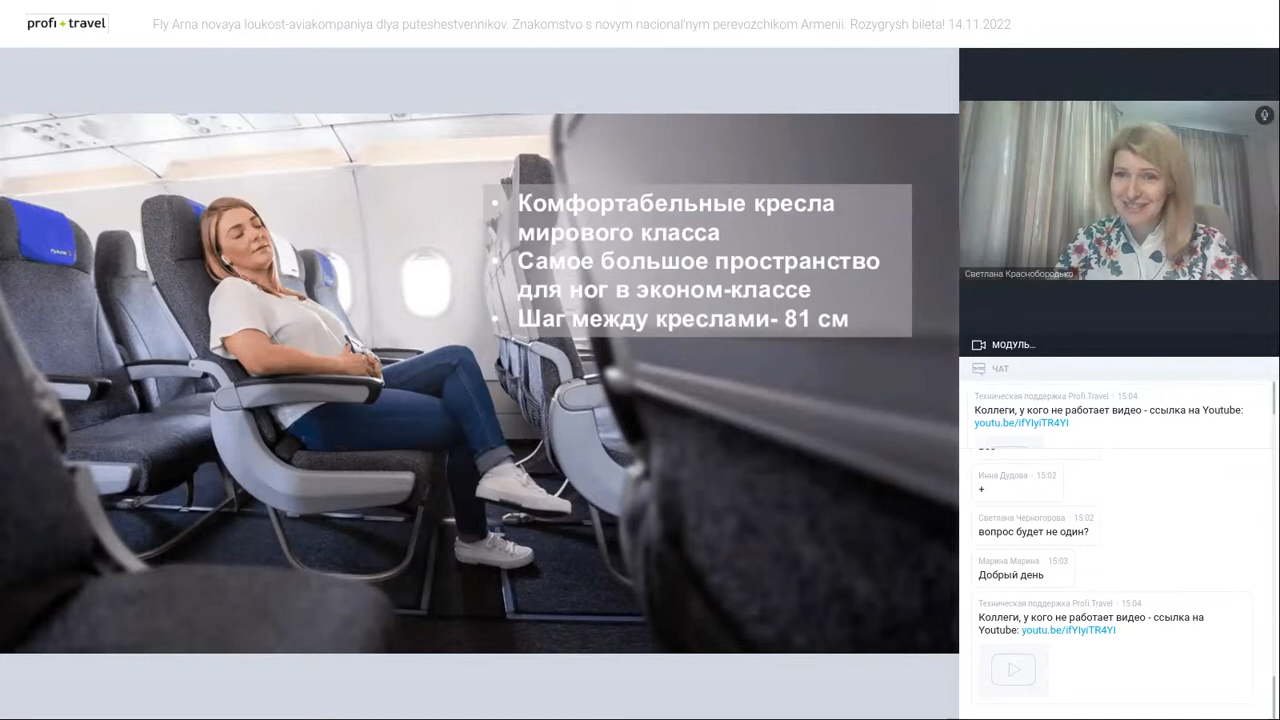 profi + travel
Fly Arna novaya loukost-aviakompaniya dlya puteshestvennikov. Znakomstvo s novym nacional'nym perevozchikom Armenii. Rozygrysh bileta! 14.11.2022
• Комфортабельные кресла
мирового класса
• Самое большое пространство
для ног в эконом-классе
• Шаг между креслами- 81 см
Светлана Краснобородько
МОДУЛЬ...
ЧАТ
Техническая поддержка Profi.Travel · 15:04
Коллеги, у кого не работает видео - ссылка на Youtube:
youtu.be/ifYIyiTR4YI
Инна Дудова · 15:02
+
Светлана Черногорова · 15:02
вопрос будет не один?
Марина Марина · 15:03
Добрый день
Техническая поддержка Profi.Travel · 15:04
Коллеги, у кого не работает видео - ссылка на
Youtube: youtu.be/ifYIyiTR4YI